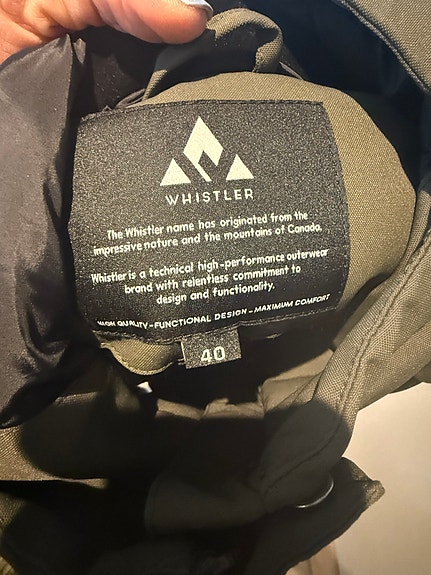 WHISTLER
The Whistler name has originated from the
impressive nature and the mountains of Canada.
Whistler is a technical high-performance outerwear
brand with relentless commitment to
design and functionality.
HIGH QUALITY - FUNCTIONAL DESIGN - MAXIMUM COMFORT
40